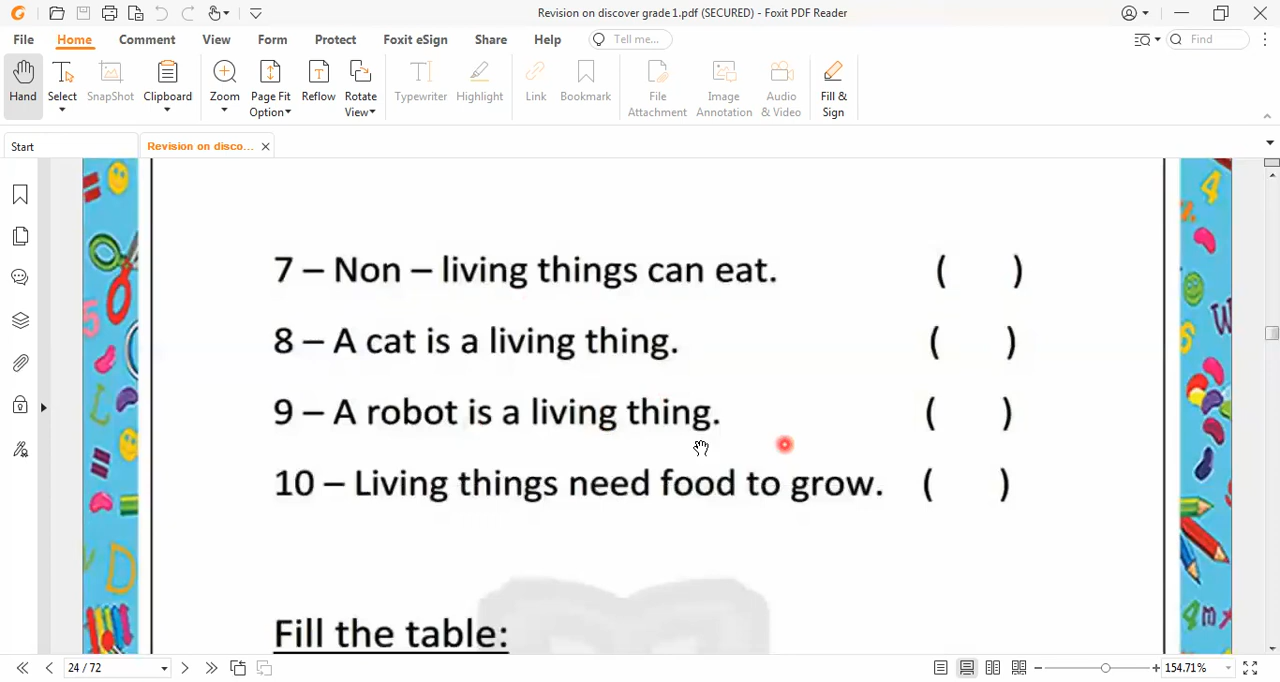 Revision on discover grade1.pdf (SECURED) - Foxit PDF Reader
File Home Comment View Form Protect Foxit eSign Share Help Tell me... Find
Hand Select SnapShot Clipboard Zoom Page Fit Option Reflow Rotate View Typewriter Highlight Link Bookmark File Attachment Image Annotation Audio & Video Fill & Sign
Start Revision on disco...
7 – Non – living things can eat. ( )
8 – A cat is a living thing. ( )
9 – A robot is a living thing. ( )
10 – Living things need food to grow. ( )
Fill the table:
24 / 72 154.71%